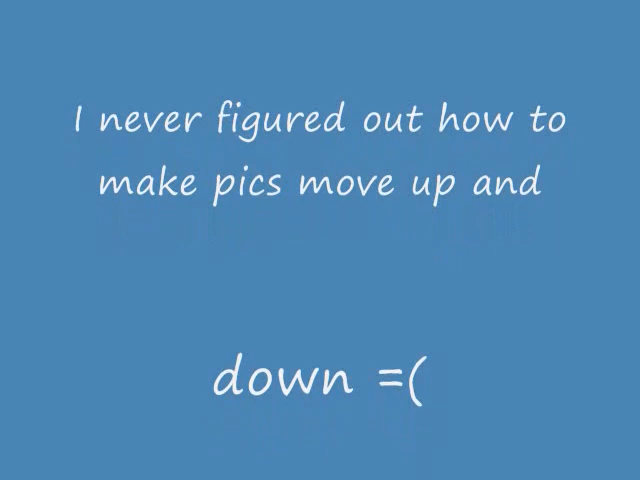 I never figured out how to
make pics move up and
down =(